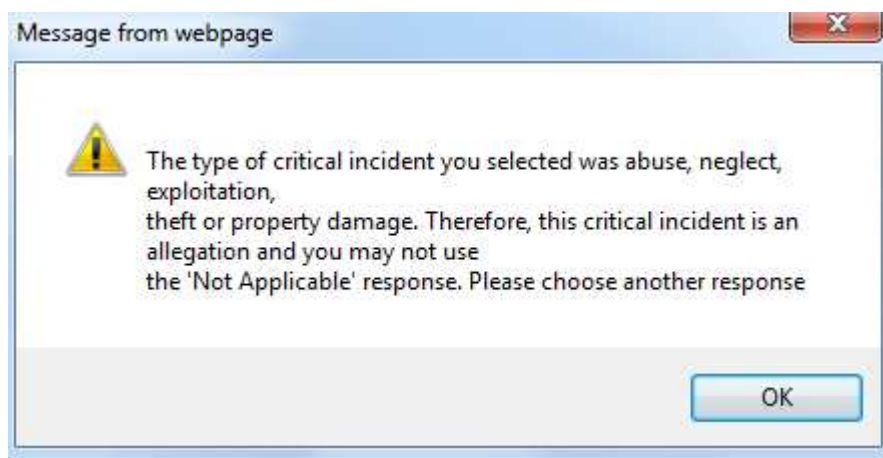 Message from webpage
The type of critical incident you selected was abuse, neglect,
exploitation,
theft or property damage. Therefore, this critical incident is an
allegation and you may not use
the 'Not Applicable' response. Please choose another response
OK